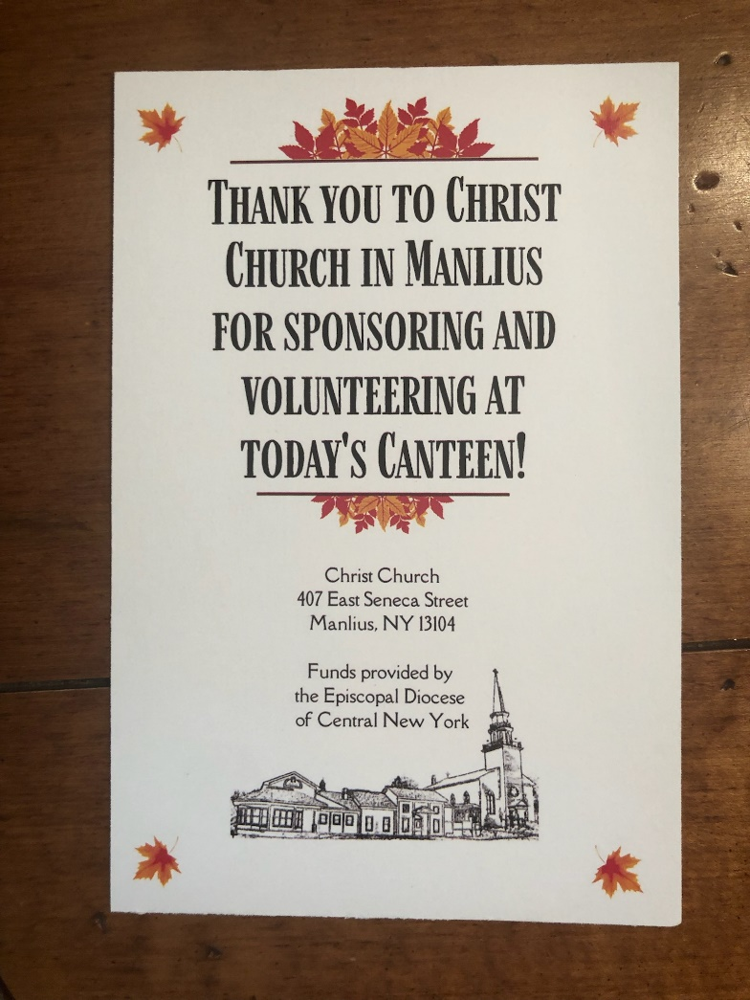 Thank you to Christ
Church in Manlius
for sponsoring and
volunteering at
today's Canteen!
Christ Church
407 East Seneca Street
Manlius, NY 13104
Funds provided by
the Episcopal Diocese
of Central New York